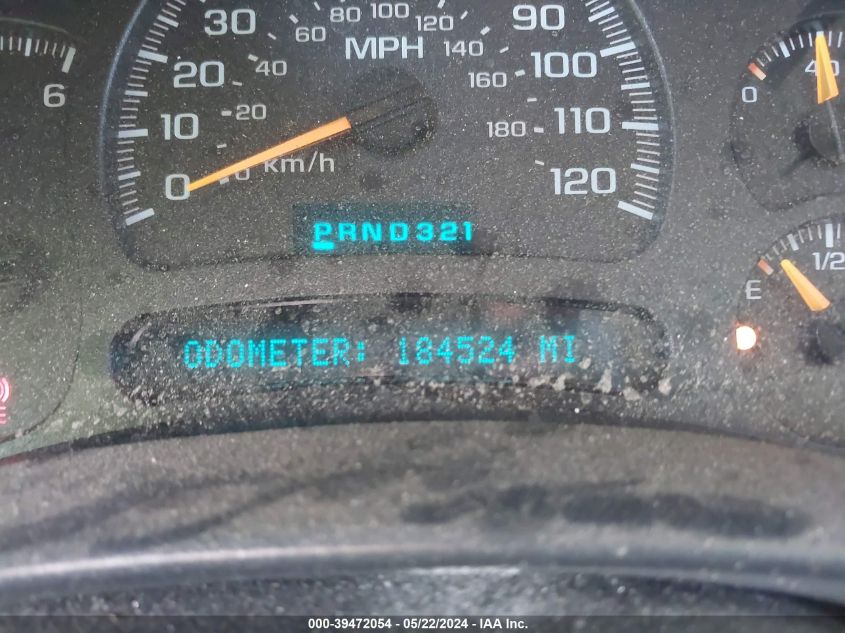 30 60 80 100 120 90
MPH 140
20 40 160 100
6
10 20 180 110
0 0 km/h 120
PRND321
0 40
E 1/2
ODOMETER: 184524 MI
000-39472054 - 05/22/2024 - © IAA, Inc.